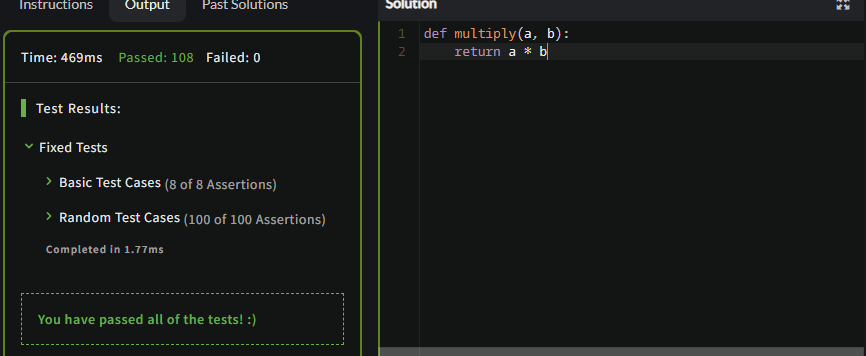 Instructions Output Past Solutions
Time: 469ms Passed: 108 Failed: 0
Test Results:
Fixed Tests
Basic Test Cases (8 of 8 Assertions)
Random Test Cases (100 of 100 Assertions)
Completed in 1.77ms
You have passed all of the tests! :)
Solution
1 def multiply(a, b):
2     return a * b